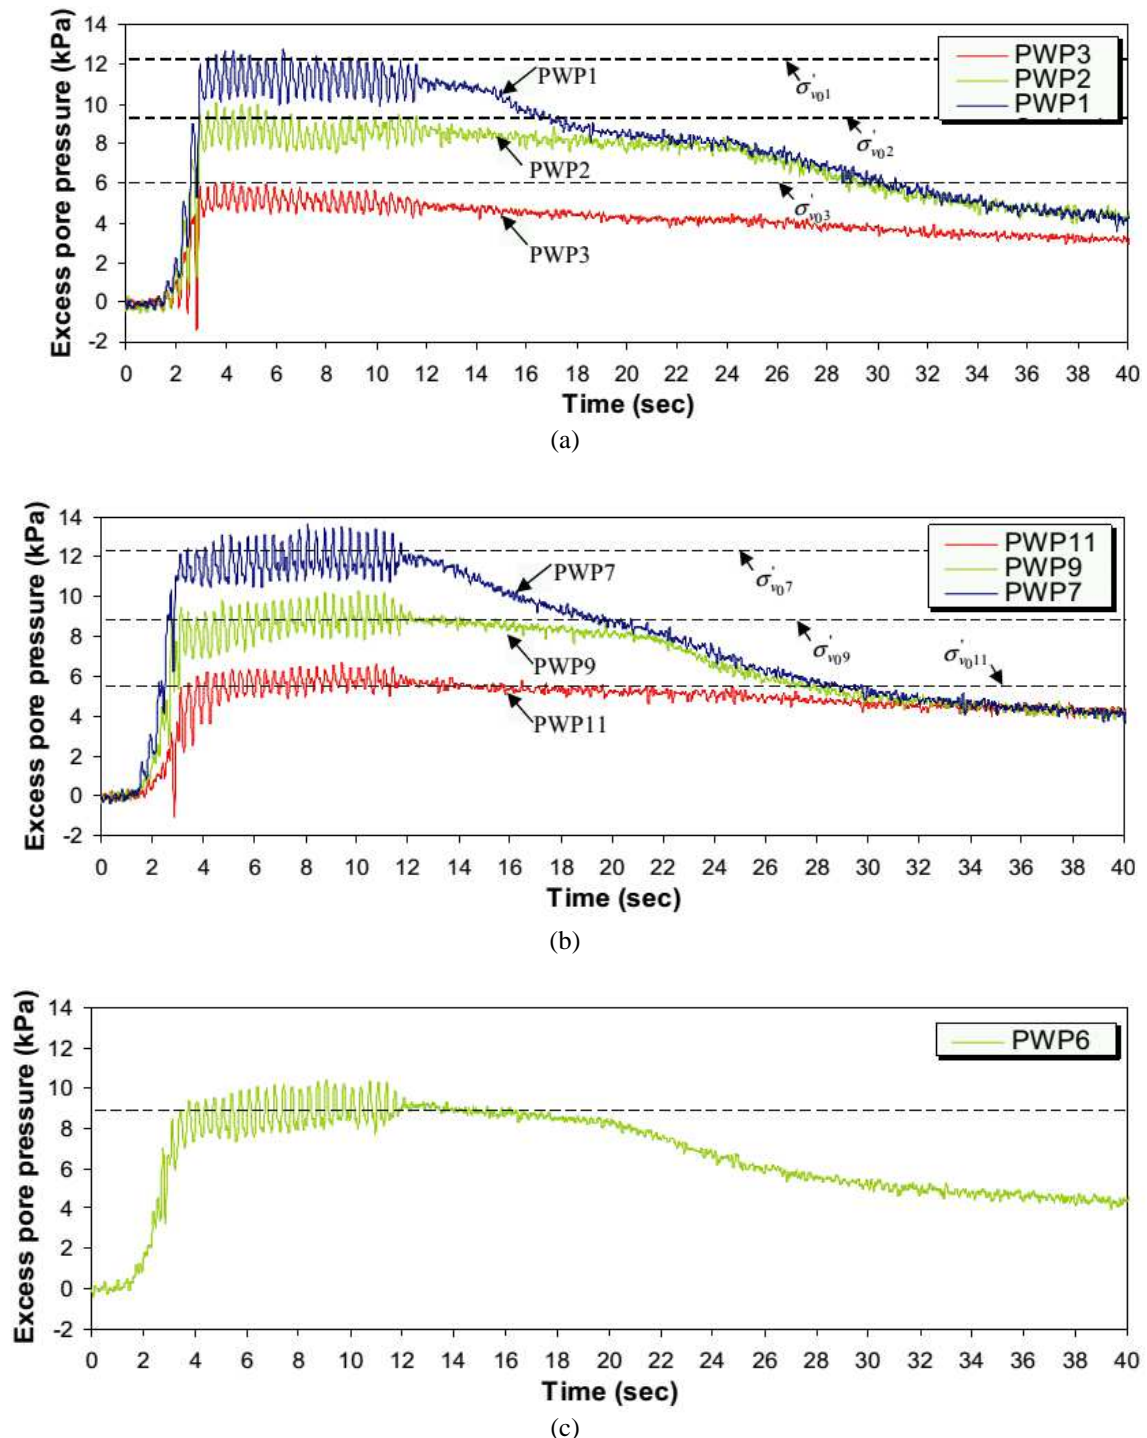 Excess pore pressure (kPa)
14
12
10
8
6
4
2
0
-2
PWP3
PWP2
PWP1
PWP1
PWP2
PWP3
σ'v01
σ'v02
σ'v03
0 2 4 6 8 10 12 14 16 18 20 22 24 26 28 30 32 34 36 38 40
Time (sec)
(a)
Excess pore pressure (kPa)
14
12
10
8
6
4
2
0
-2
PWP11
PWP9
PWP7
PWP7
PWP9
PWP11
σ'v07
σ'v09
σ'v011
0 2 4 6 8 10 12 14 16 18 20 22 24 26 28 30 32 34 36 38 40
Time (sec)
(b)
Excess pore pressure (kPa)
14
12
10
8
6
4
2
0
-2
PWP6
0 2 4 6 8 10 12 14 16 18 20 22 24 26 28 30 32 34 36 38 40
Time (sec)
(c)